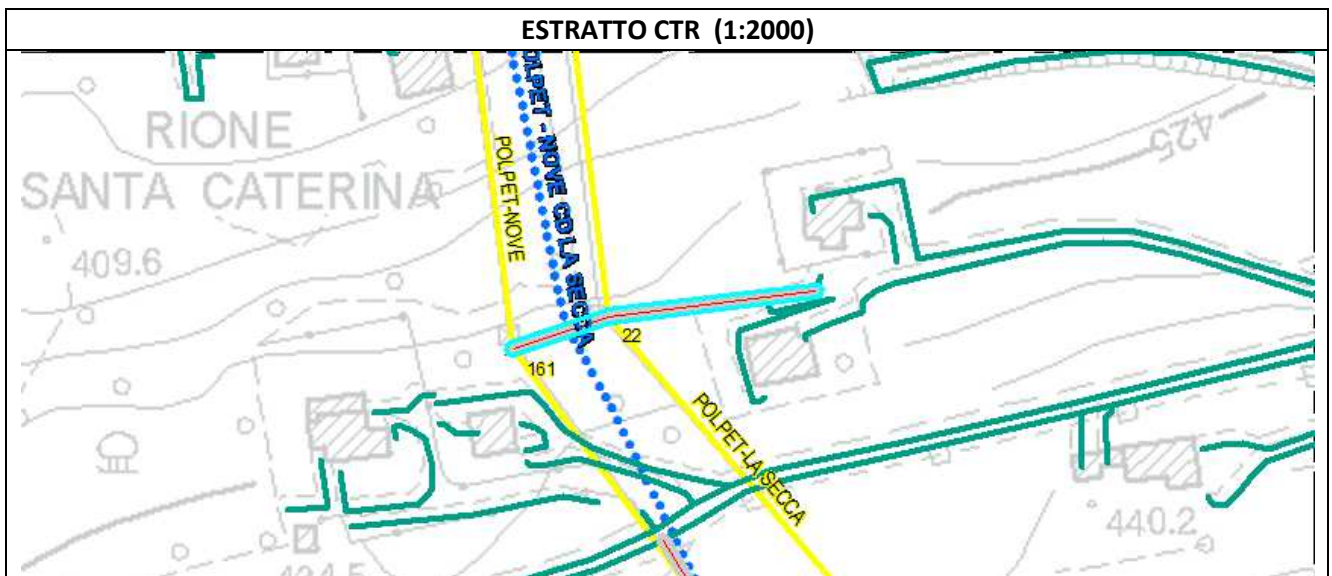 ESTRATTO CTR (1:2000)
RIONE
SANTA CATERINA
409.6
POLPET-NOVE
POLPET - NOVE CD LA SECCA
425
22
161
POLPET-LA SECCA
440.2